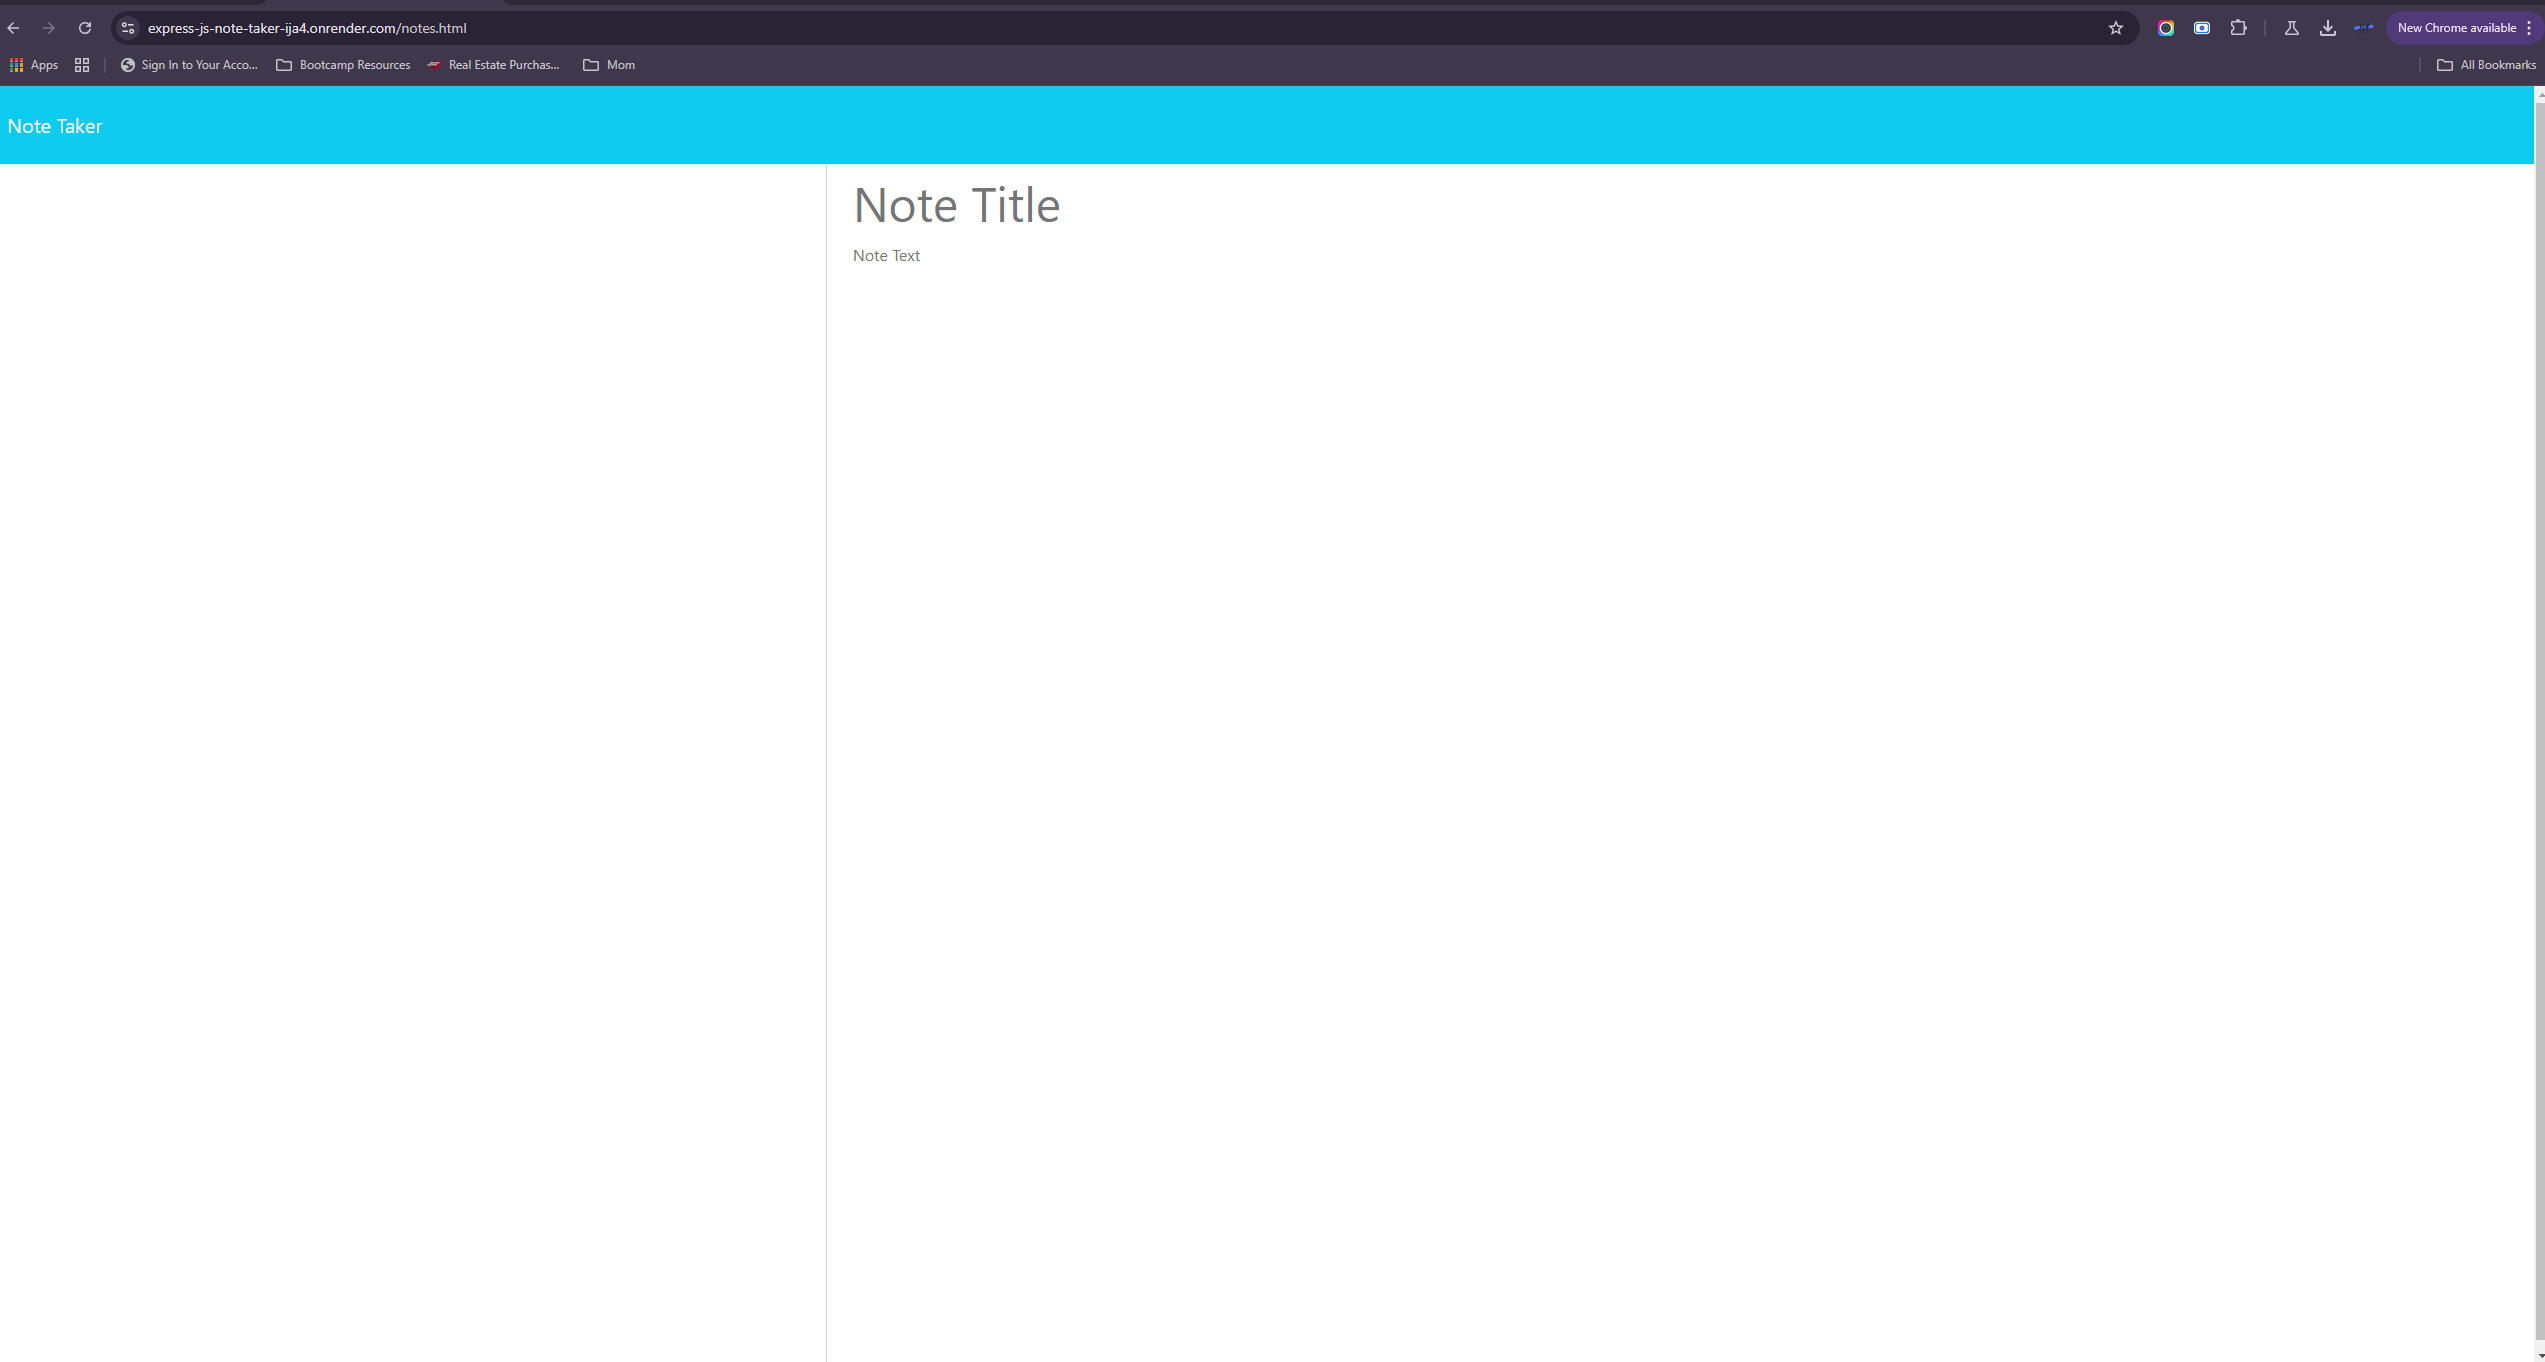 express-js-note-taker-ija4.onrender.com/notes.html
New Chrome available
Apps
Sign In to Your Acco...
Bootcamp Resources
Real Estate Purchas...
Mom
All Bookmarks
Note Taker
Note Title
Note Text